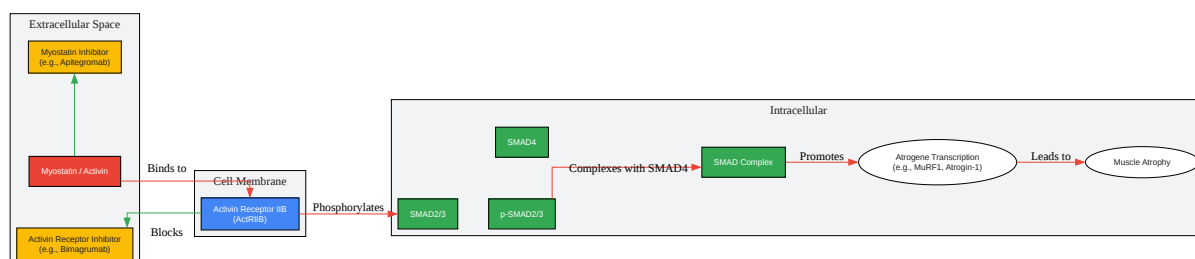 Extracellular Space
Myostatin Inhibitor
(e.g., Apitegromab)
Myostatin / Activin
Binds to
Cell Membrane
Activin Receptor IIB
(ActRIIB)
Blocks
Activin Receptor Inhibitor
(e.g., Bimagrumab)
Phosphorylates
Intracellular
SMAD4
SMAD2/3
p-SMAD2/3
Complexes with SMAD4
SMAD Complex
Promotes
Atrogene Transcription
(e.g., MuRF1, Atrogin-1)
Leads to
Muscle Atrophy